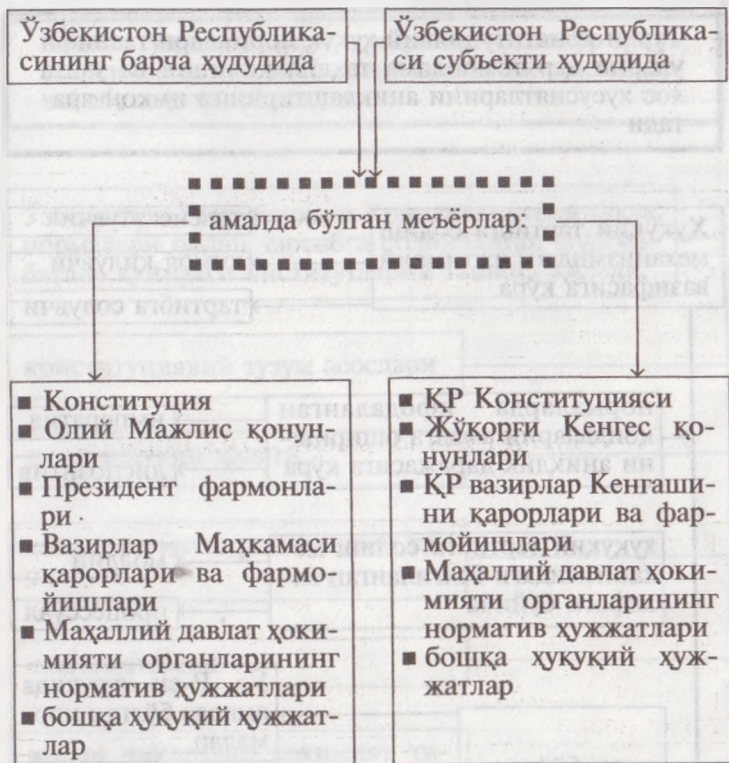 Ўзбекистон Республика-
сининг барча ҳудудида
Ўзбекистон Республика-
си субъекти ҳудудида
амалда бўлган меъёрлар:
■ Конституция
■ Олий Мажлис қонун-
лари
■ Президент фармонла-
ри
■ Вазирлар Маҳкамаси
қарорлари ва фармо-
йишлари
■ Маҳаллий давлат ҳоки-
мияти органларининг
норматив ҳужжатлари
■ бошқа ҳуқуқий ҳужжат-
лар
■ ҚР Конституцияси
■ Жўқорғи Кенгес қо-
нунлари
■ ҚР вазирлар Кенгаши-
ни қарорлари ва фар-
мойишлари
■ Маҳаллий давлат ҳоки-
мияти органларининг
норматив ҳужжатлари
■ бошқа ҳуқуқий ҳуж-
жатлар